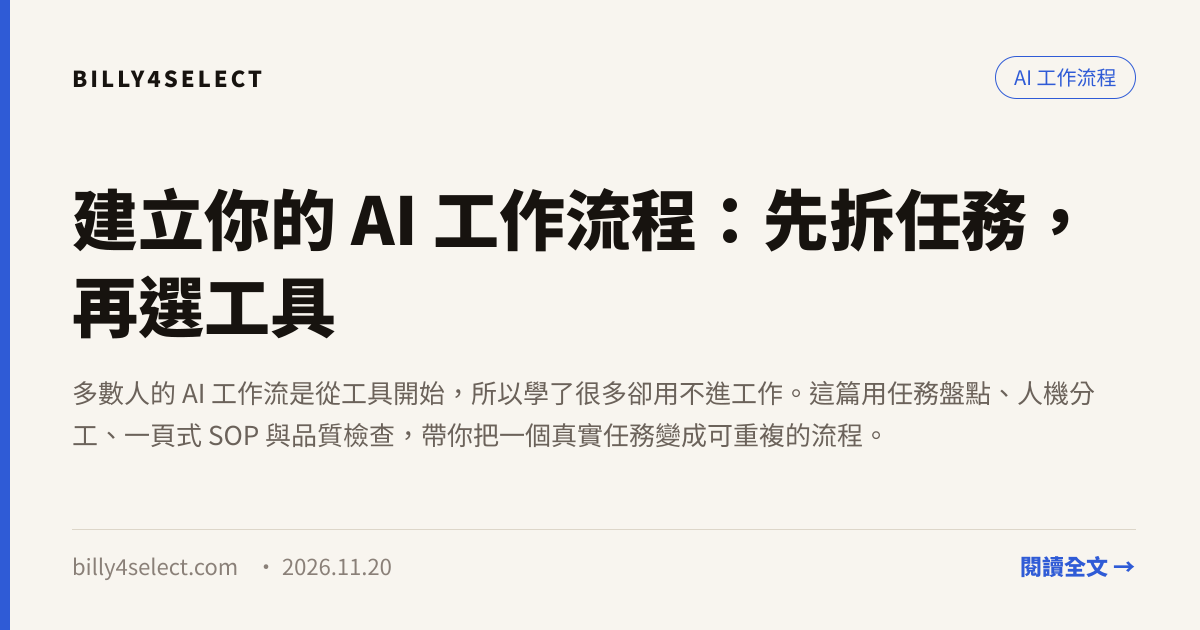 BILLY4SELECT
AI 工作流程
建立你的 AI 工作流程：先拆任務，
再選工具
多數人的 AI 工作流是從工具開始，所以學了很多卻用不進工作。這篇用任務盤點、人機分
工、一頁式 SOP 與品質檢查，帶你把一個真實任務變成可重複的流程。
billy4select.com ・ 2026.11.20
閱讀全文 →